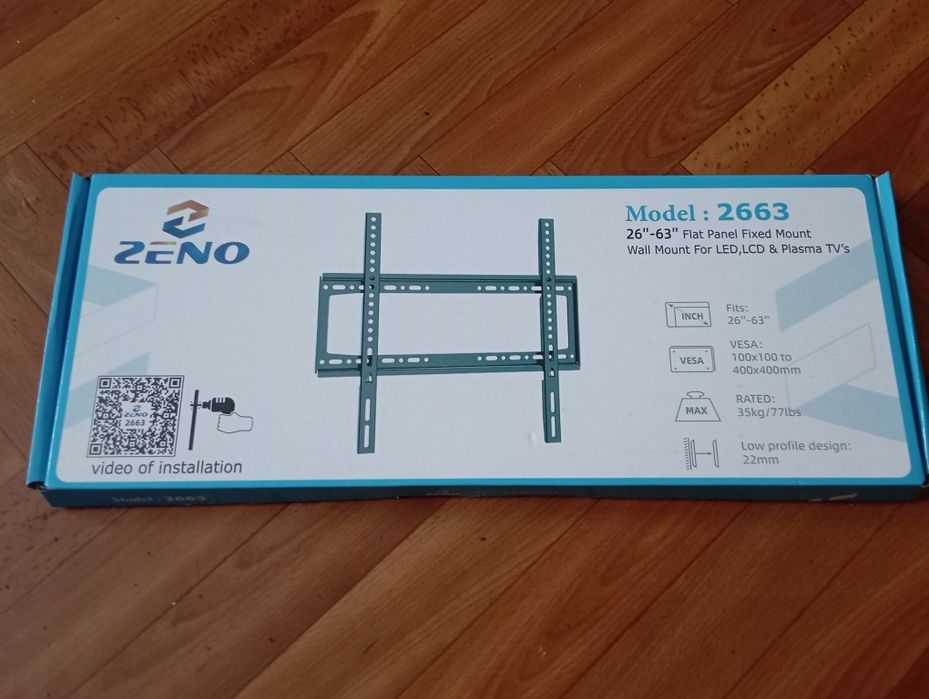 ZENO
Model : 2663
26"-63" Flat Panel Fixed Mount
Wall Mount For LED,LCD & Plasma TV's
INCH
Fits:
26"-63"
VESA
VESA:
100x100 to
400x400mm
MAX
RATED:
35kg/77lbs
Low profile design:
22mm
ZENO
2663
video of installation
Model : 2663